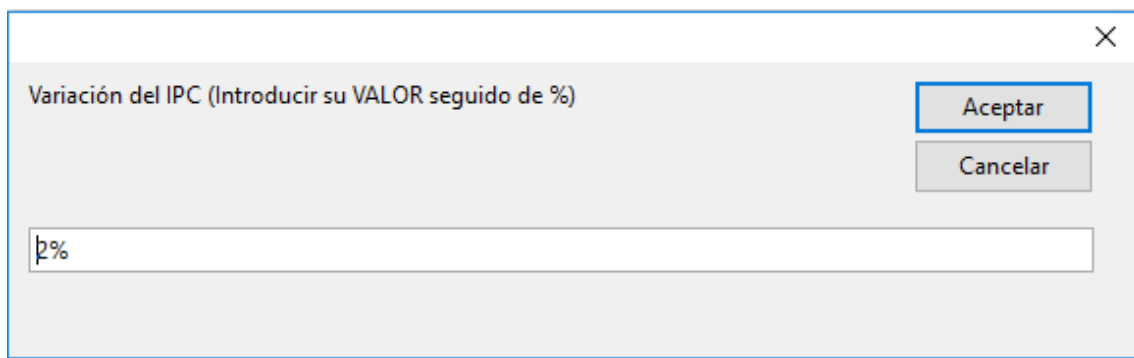 Variación del IPC (Introducir su VALOR seguido de %)
Aceptar
Cancelar
2%